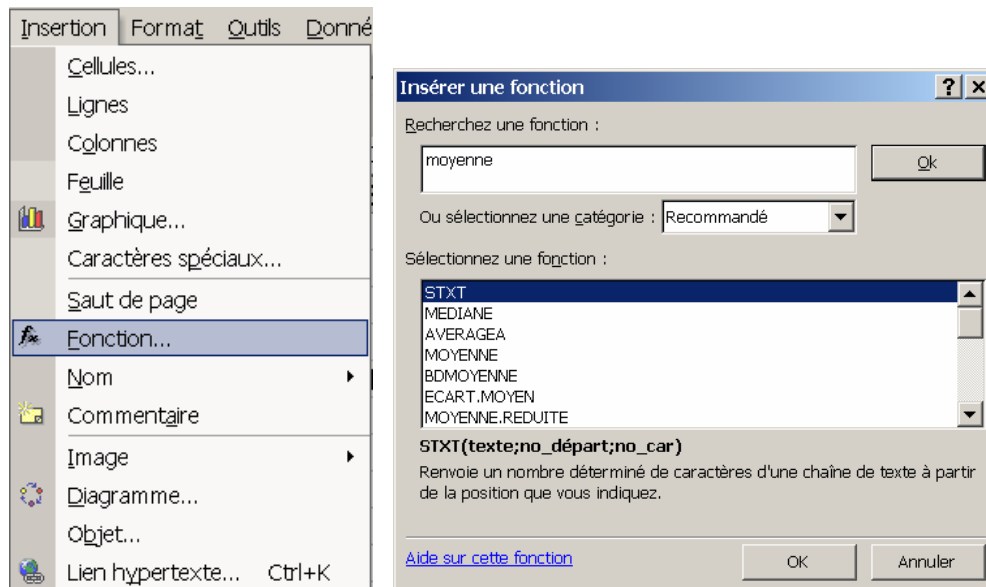 Insertion Format Outils Donné
Cellules...
Lignes
Colonnes
Feuille
Graphique...
Caractères spéciaux...
Saut de page
Fonction...
Nom
Commentaire
Image
Diagramme...
Objet...
Lien hypertexte... Ctrl+K
Insérer une fonction
Recherchez une fonction :
moyenne
Ok
Ou sélectionnez une catégorie : Recommandé
Sélectionnez une fonction :
STXT
MEDIANE
AVERAGEA
MOYENNE
BDMOYENNE
ECART.MOYEN
MOYENNE.REDUITE
STXT(texte;no_départ;no_car)
Renvoie un nombre déterminé de caractères d'une chaîne de texte à partir
de la position que vous indiquez.
Aide sur cette fonction
OK Annuler